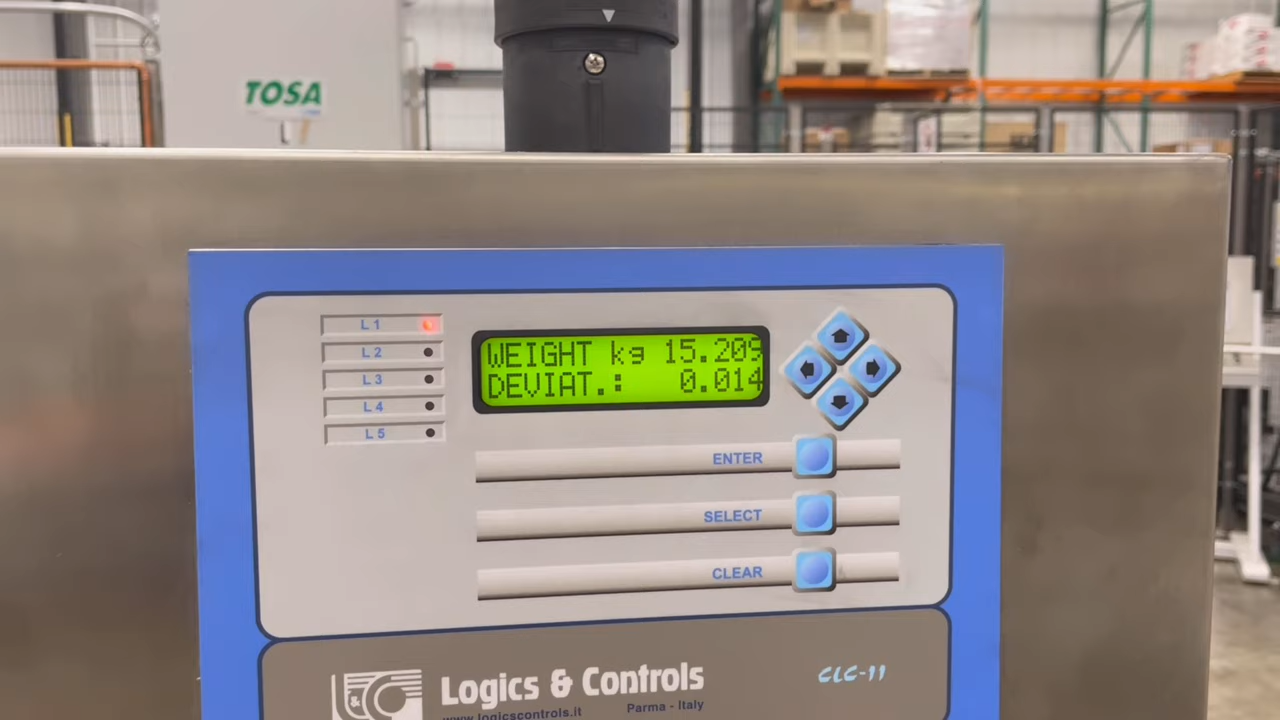 TOSA
L1
L2
L3
L4
L5
WEIGHT kg 15.209
DEVIAT.: 0.014
ENTER
SELECT
CLEAR
Logics & Controls
CLC-11
www.logicscontrols.it Parma - Italy